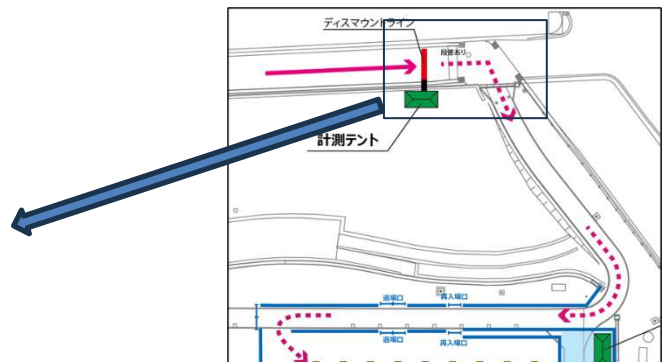 ディスマウントライン
段差あり
計測テント
退場口
再入場口
退場口
再入場口